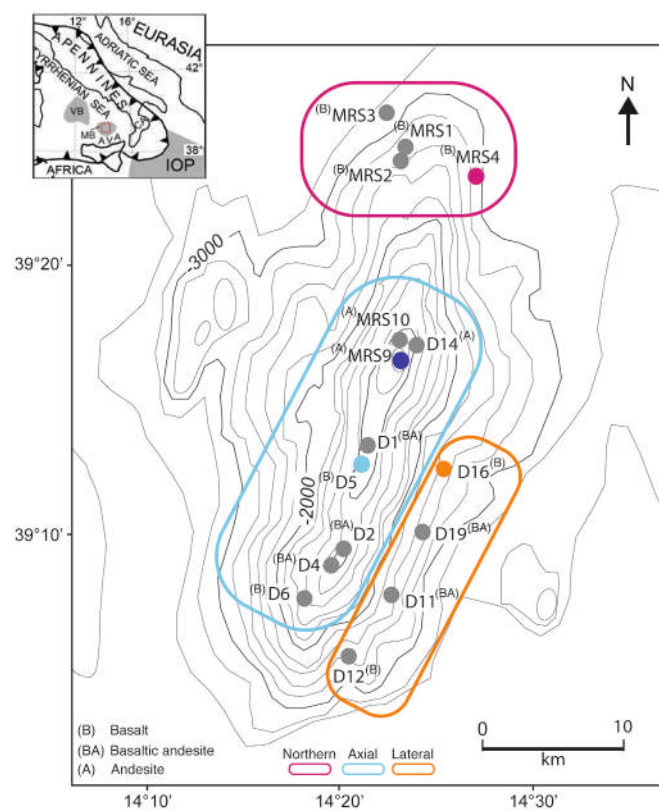 12° 16°
EURASIA
ADRIATIC SEA
APENNINES
42
TYRRHENIAN SEA
VB
MB
AVA
CA
38°
IOP
AFRICA
N
(B)MRS3
(B)MRS1
(B)MRS4
(B)MRS2
39°20'
-3000
(A)MRS10
D14(A)
(A)MRS9
D1(BA)
D16(B)
(B)D5
-2000
39°10'
D2
(BA)
D19(BA)
(BA)D4
(B)D6
D11(BA)
D12(B)
(B) Basalt
(BA) Basaltic andesite
(A) Andesite
Northern Axial Lateral
0 10
km
14°10' 14°20' 14°30'